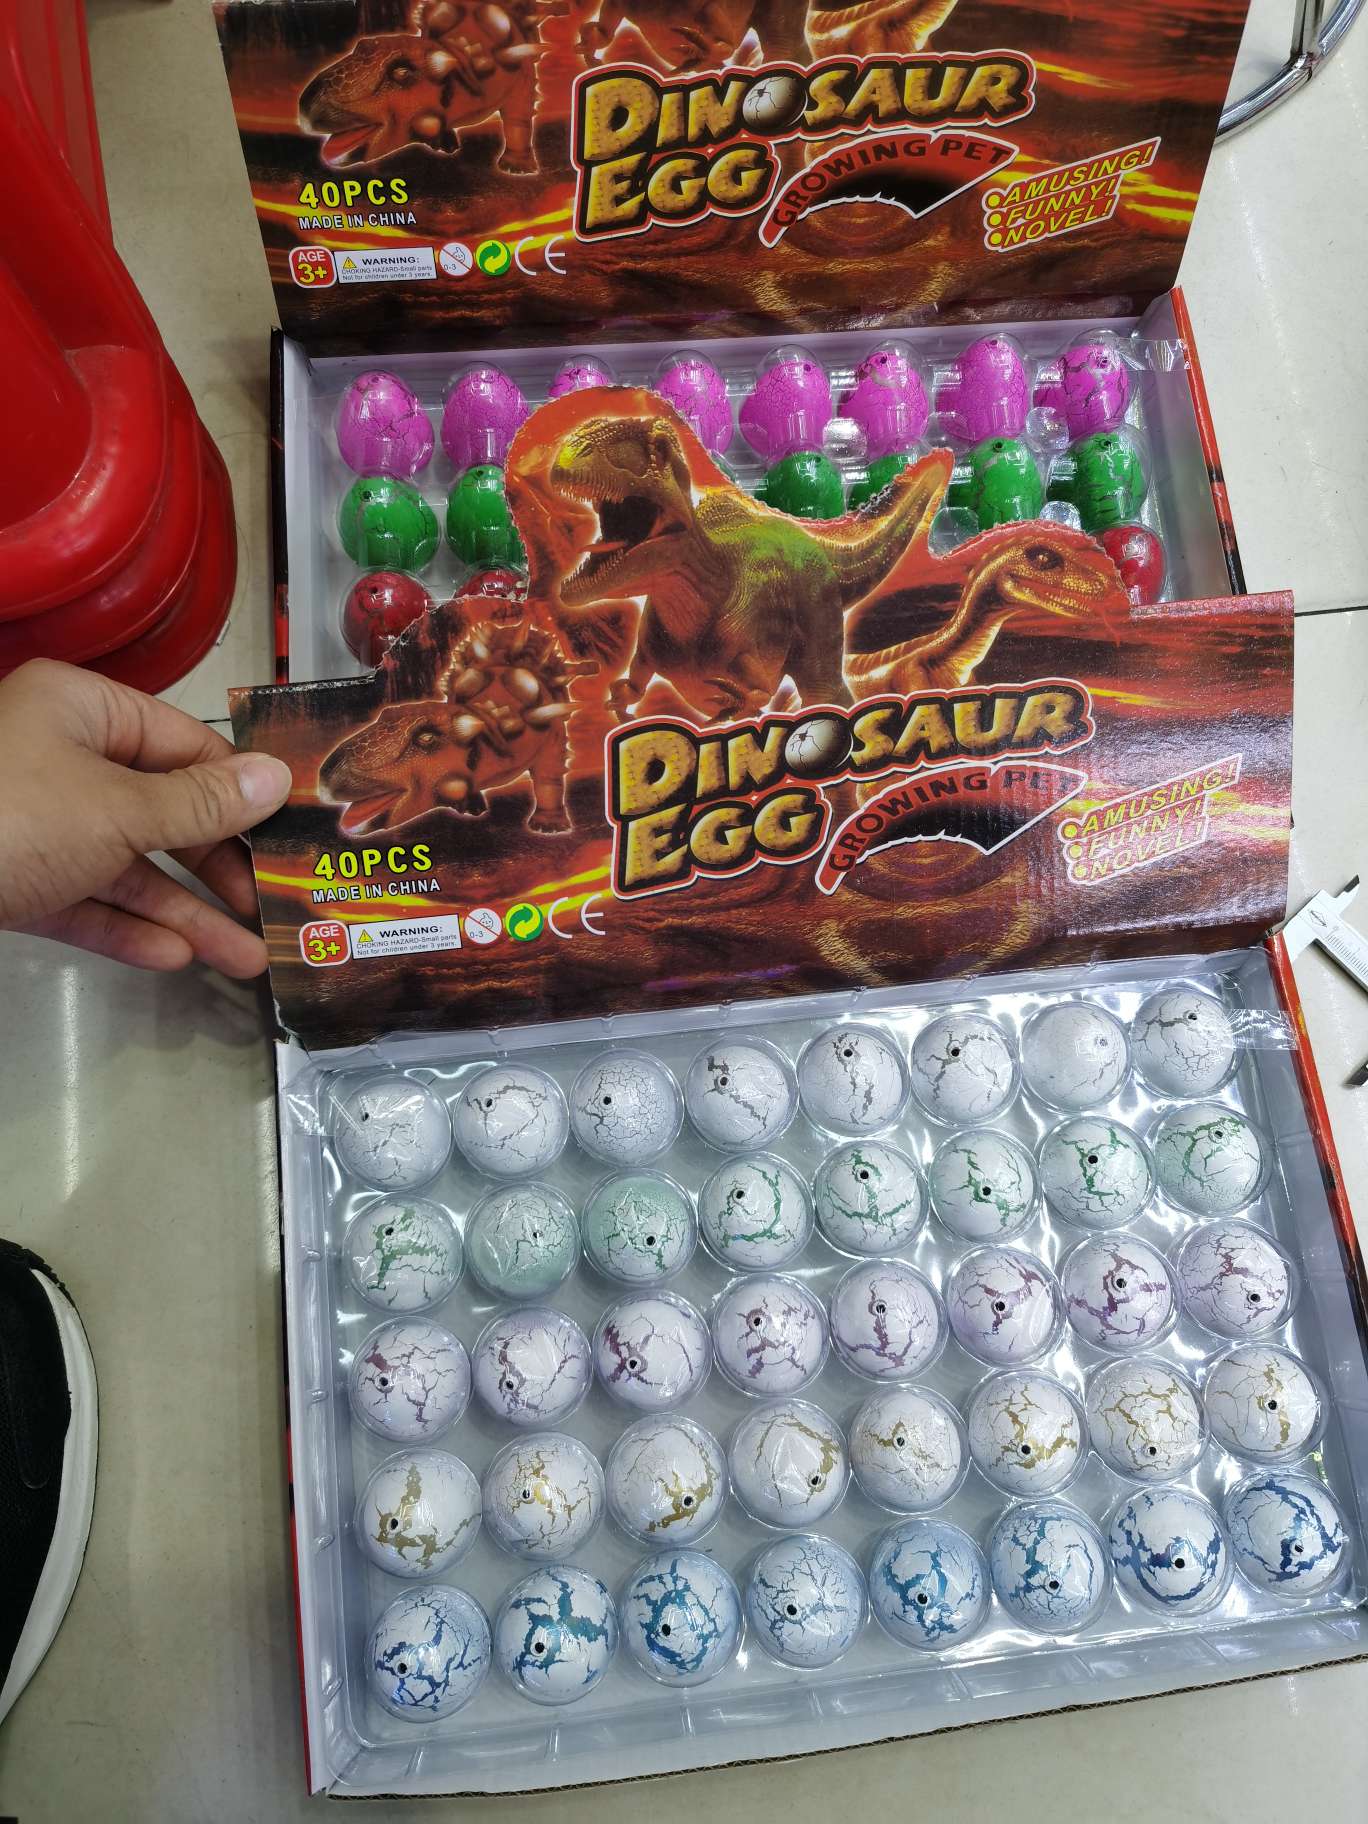 DINOSAUR
EGG
GROWING PET
AMUSING!
FUNNY!
NOVEL!
40PCS
MADE IN CHINA
AGE
3+
WARNING:
CHOKING HAZARD-Small parts
Not for children under 3 years.
0-3
CE
DINOSAUR
EGG
GROWING PET
AMUSING!
FUNNY!
NOVEL!
40PCS
MADE IN CHINA
AGE
3+
WARNING:
CHOKING HAZARD-Small parts
Not for children under 3 years.
0-3
CE